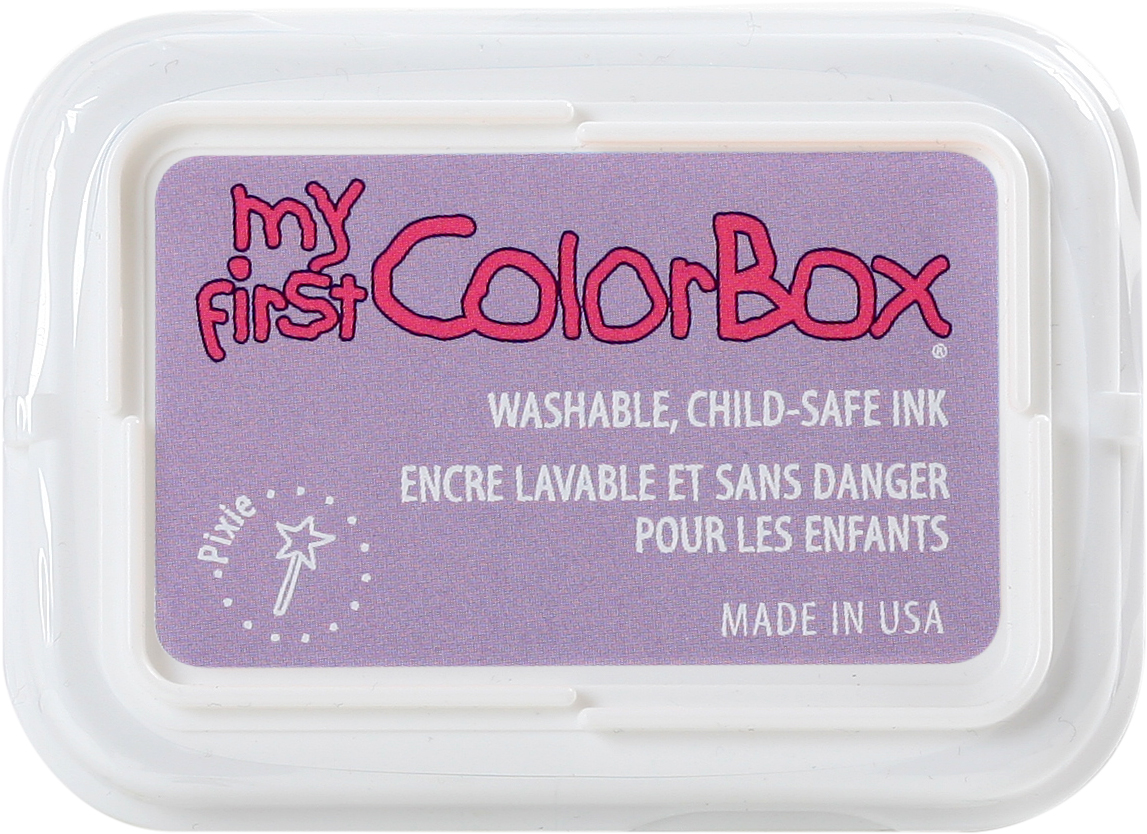 my
first ColorBox
®
WASHABLE, CHILD-SAFE INK
ENCRE LAVABLE ET SANS DANGER
POUR LES ENFANTS
Pixie
MADE IN USA